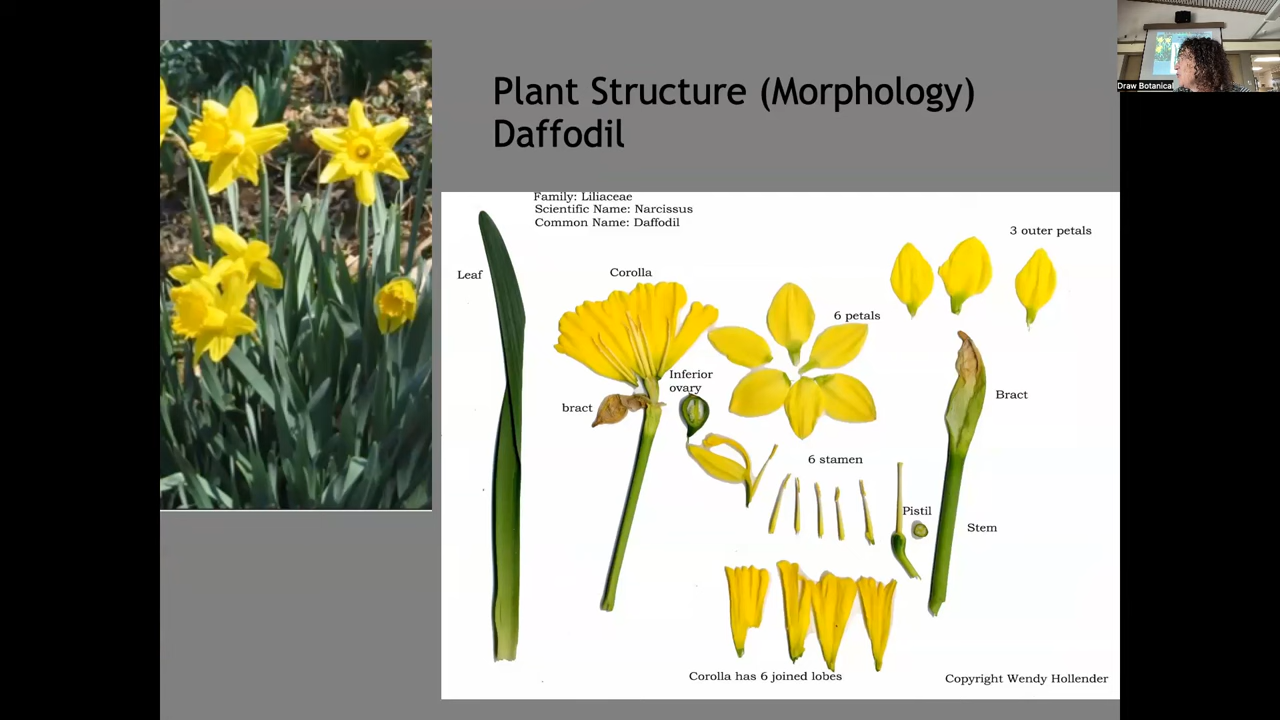 Draw Botanical
Plant Structure (Morphology)
Daffodil
Family: Liliaceae
Scientific Name: Narcissus
Common Name: Daffodil
3 outer petals
Leaf
Corolla
6 petals
Inferior
ovary
bract
Bract
6 stamen
Pistil
Stem
Corolla has 6 joined lobes
Copyright Wendy Hollender